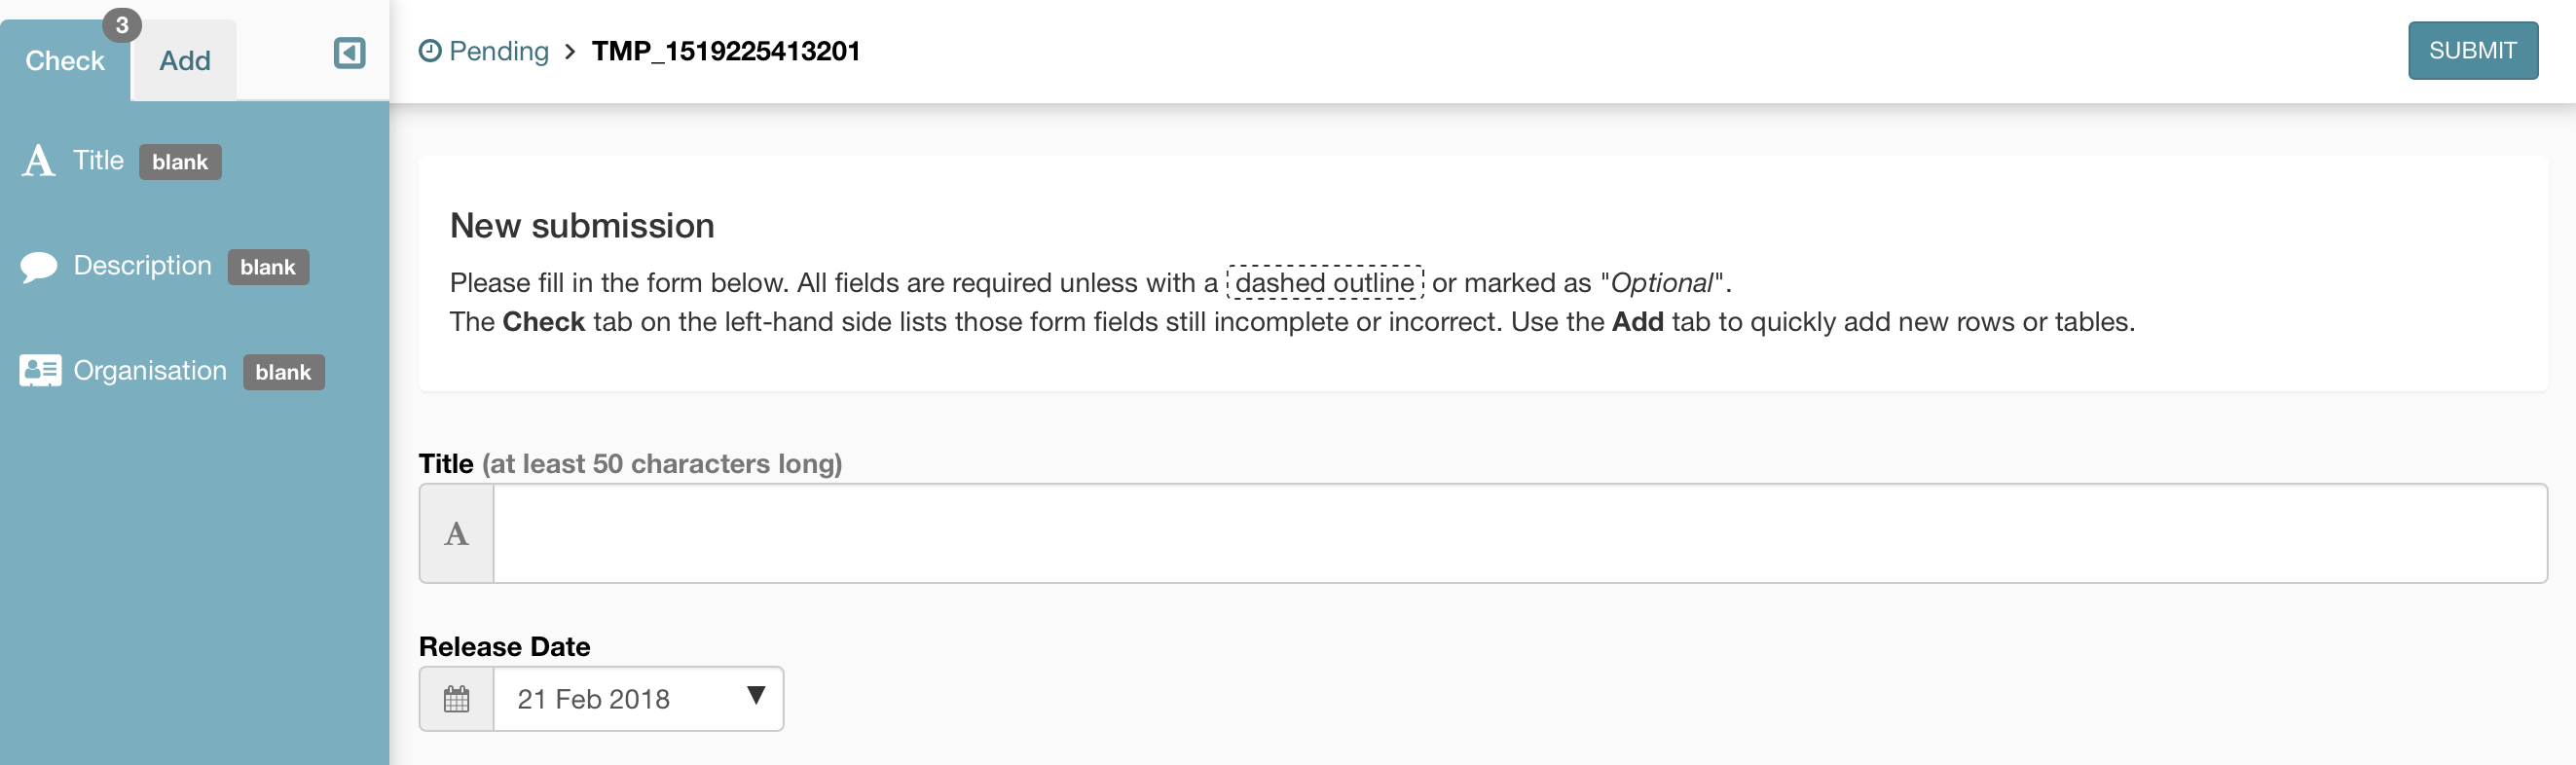 3
Check Add
Pending > TMP_1519225413201
SUBMIT
Title blank
Description blank
Organisation blank
New submission
Please fill in the form below. All fields are required unless with a dashed outline or marked as "Optional".
The Check tab on the left-hand side lists those form fields still incomplete or incorrect. Use the Add tab to quickly add new rows or tables.
Title (at least 50 characters long)
A
Release Date
21 Feb 2018